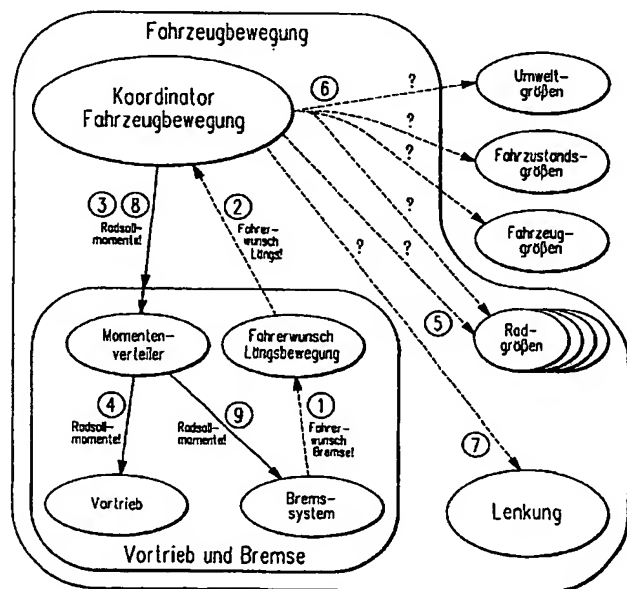 Fahrzeugbewegung
Koordinator
Fahrzeugbewegung
6
?
Umwelt-
größen
?
Fahrzustands-
größen
?
Fahrzeug-
größen
3 8
Radsoll-
momente!
2
Fahrer-
wunsch
Längs!
?
?
?
5
Rad-
größen
Momenten-
verteiler
Fahrerwunsch
Längsbewegung
4
Radsoll-
momente!
Radsoll-
momente!
9
1
Fahrer-
wunsch
Bremse!
7
Vortrieb
Brems-
system
Lenkung
Vortrieb und Bremse